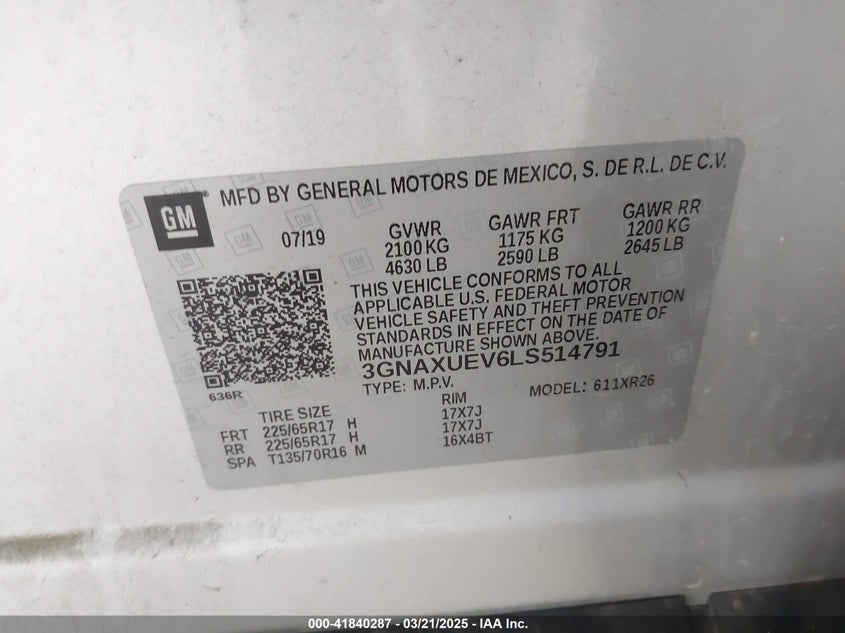 GM ® MFD BY GENERAL MOTORS DE MEXICO, S. DE R.L. DE C.V.
07/19 GVWR GAWR FRT GAWR RR
2100 KG 1175 KG 1200 KG
4630 LB 2590 LB 2645 LB
THIS VEHICLE CONFORMS TO ALL
APPLICABLE U.S. FEDERAL MOTOR
VEHICLE SAFETY AND THEFT PREVENTION
STANDARDS IN EFFECT ON THE DATE OF
MANUFACTURE SHOWN ABOVE.
3GNAXUEV6LS514791
TYPE: M.P.V. MODEL: 611XR26
636R
TIRE SIZE RIM
FRT 225/65R17 H 17X7J
RR 225/65R17 H 17X7J
SPA T135/70R16 M 16X4BT
000-41840287 - 03/21/2025 - IAA Inc.